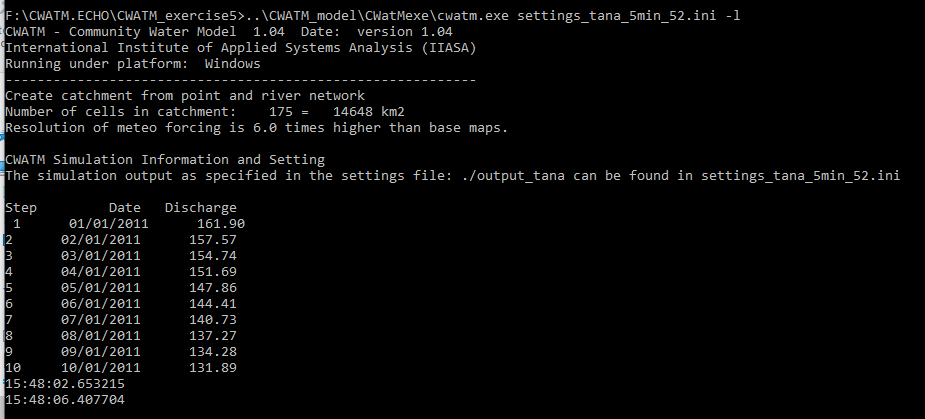 F:\CWATM.ECHO\CWATM_exercise5>..\CWATM_model\CWatMexe\cwatm.exe settings_tana_5min_52.ini -l
CWATM - Community Water Model  1.04  Date:  version 1.04
International Institute of Applied Systems Analysis (IIASA)
Running under platform:  Windows
-----------------------------------------------------------
Create catchment from point and river network
Number of cells in catchment:    175 =   14648 km2
Resolution of meteo forcing is 6.0 times higher than base maps.
CWATM Simulation Information and Setting
The simulation output as specified in the settings file: ./output_tana can be found in settings_tana_5min_52.ini
Step         Date   Discharge
1      01/01/2011      161.90
2      02/01/2011      157.57
3      03/01/2011      154.74
4      04/01/2011      151.69
5      05/01/2011      147.86
6      06/01/2011      144.41
7      07/01/2011      140.73
8      08/01/2011      137.27
9      09/01/2011      134.28
10     10/01/2011      131.89
15:48:02.653215
15:48:06.407704